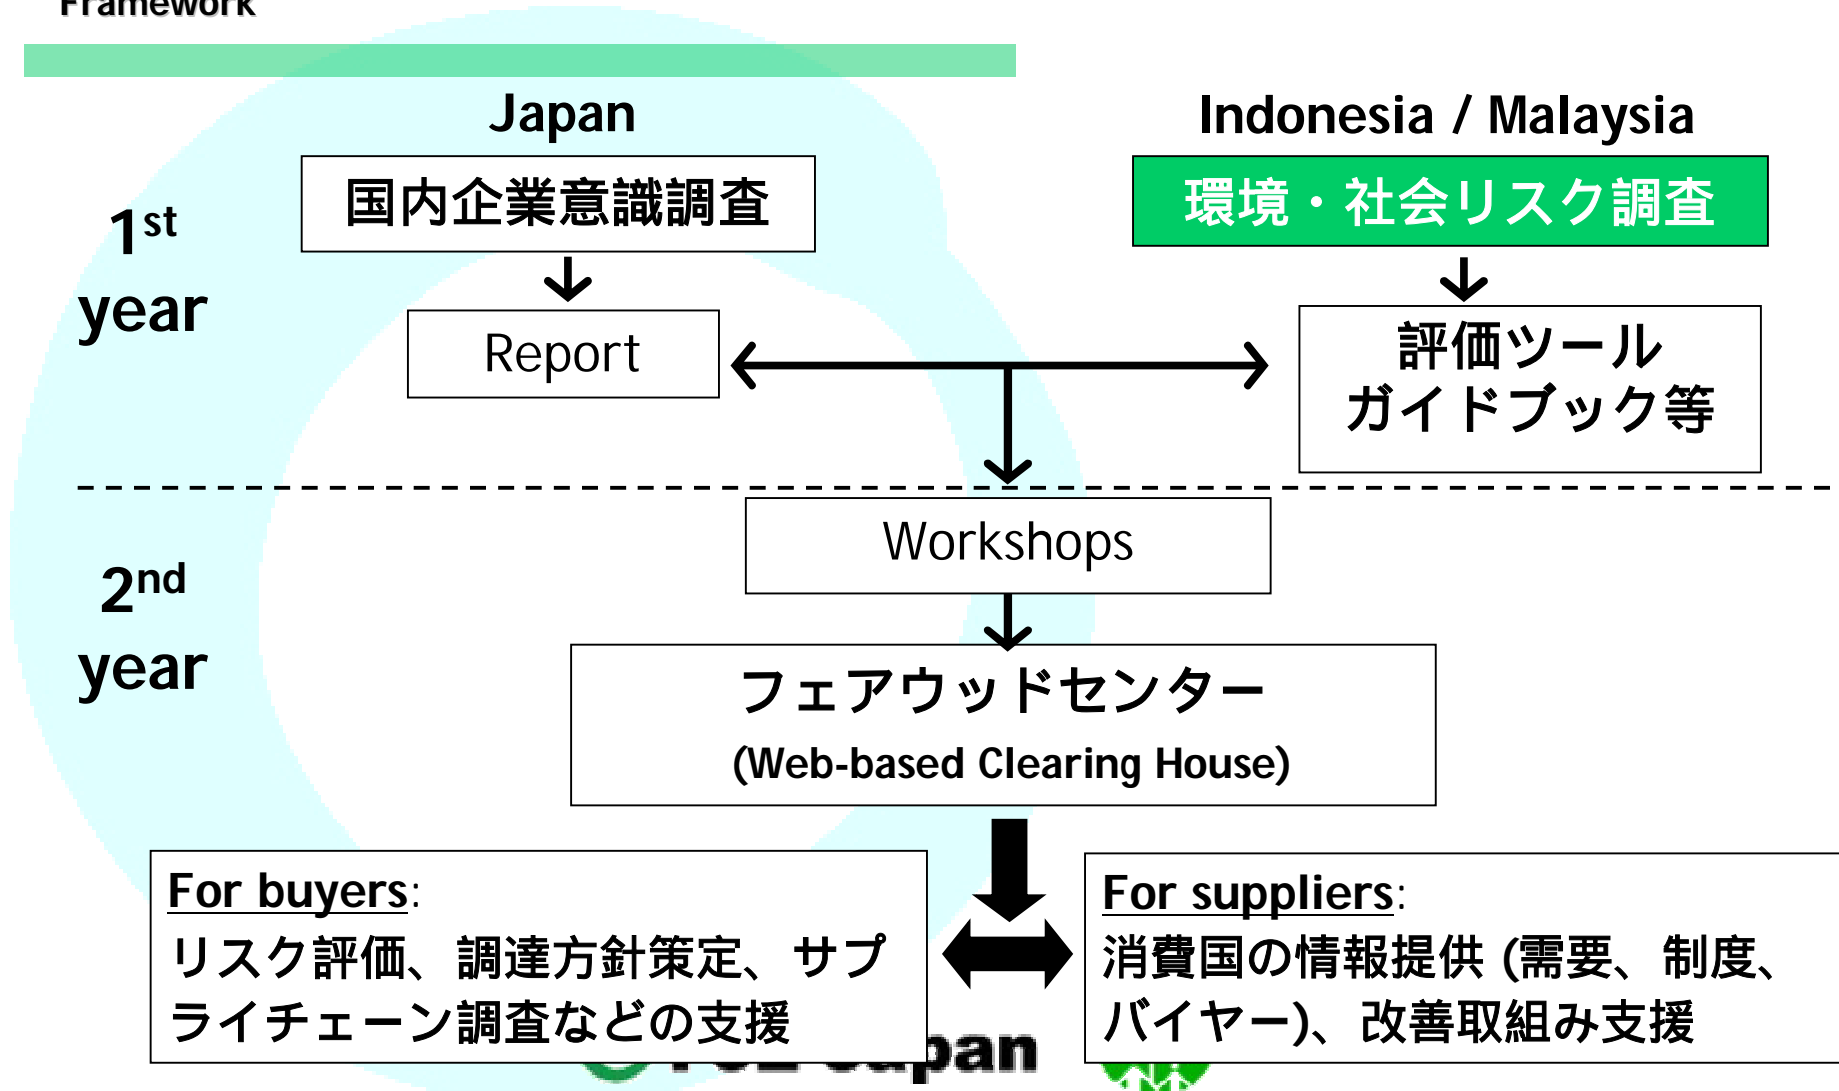 Framework
Japan
Indonesia / Malaysia
国内企業意識調査
環境・社会リスク調査
1st
year
Report
評価ツール
ガイドブック等
Workshops
2nd
year
フェアウッドセンター
(Web-based Clearing House)
For buyers:
リスク評価、調達方針策定、サプ
ライチェーン調査などの支援
For suppliers:
消費国の情報提供 (需要、制度、
バイヤー)、改善取組み支援
Japan